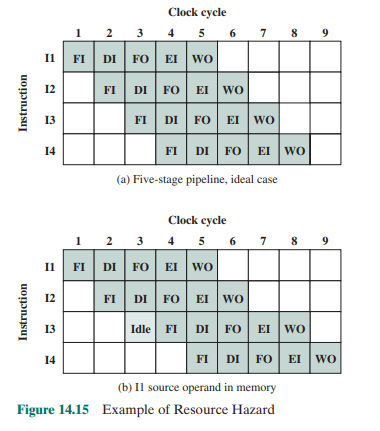 Clock cycle
1 2 3 4 5 6 7 8 9
I1 FI DI FO EI WO
I2 FI DI FO EI WO
I3 FI DI FO EI WO
I4 FI DI FO EI WO
Instruction
(a) Five-stage pipeline, ideal case
Clock cycle
1 2 3 4 5 6 7 8 9
I1 FI DI FO EI WO
I2 FI DI FO EI WO
I3 Idle FI DI FO EI WO
I4 FI DI FO EI WO
Instruction
(b) I1 source operand in memory
Figure 14.15 Example of Resource Hazard